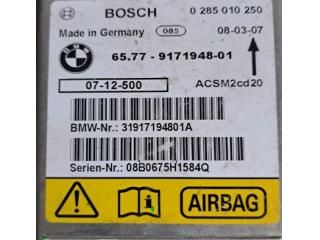 BOSCH 0 285 010 250
Made in Germany 085 08-03-07
65.77 - 9171948-01
07-12-500 ACSM2cd20
BMW-Nr.: 31917194801A
Serien-Nr.: 08B0675H1584Q
AIRBAG